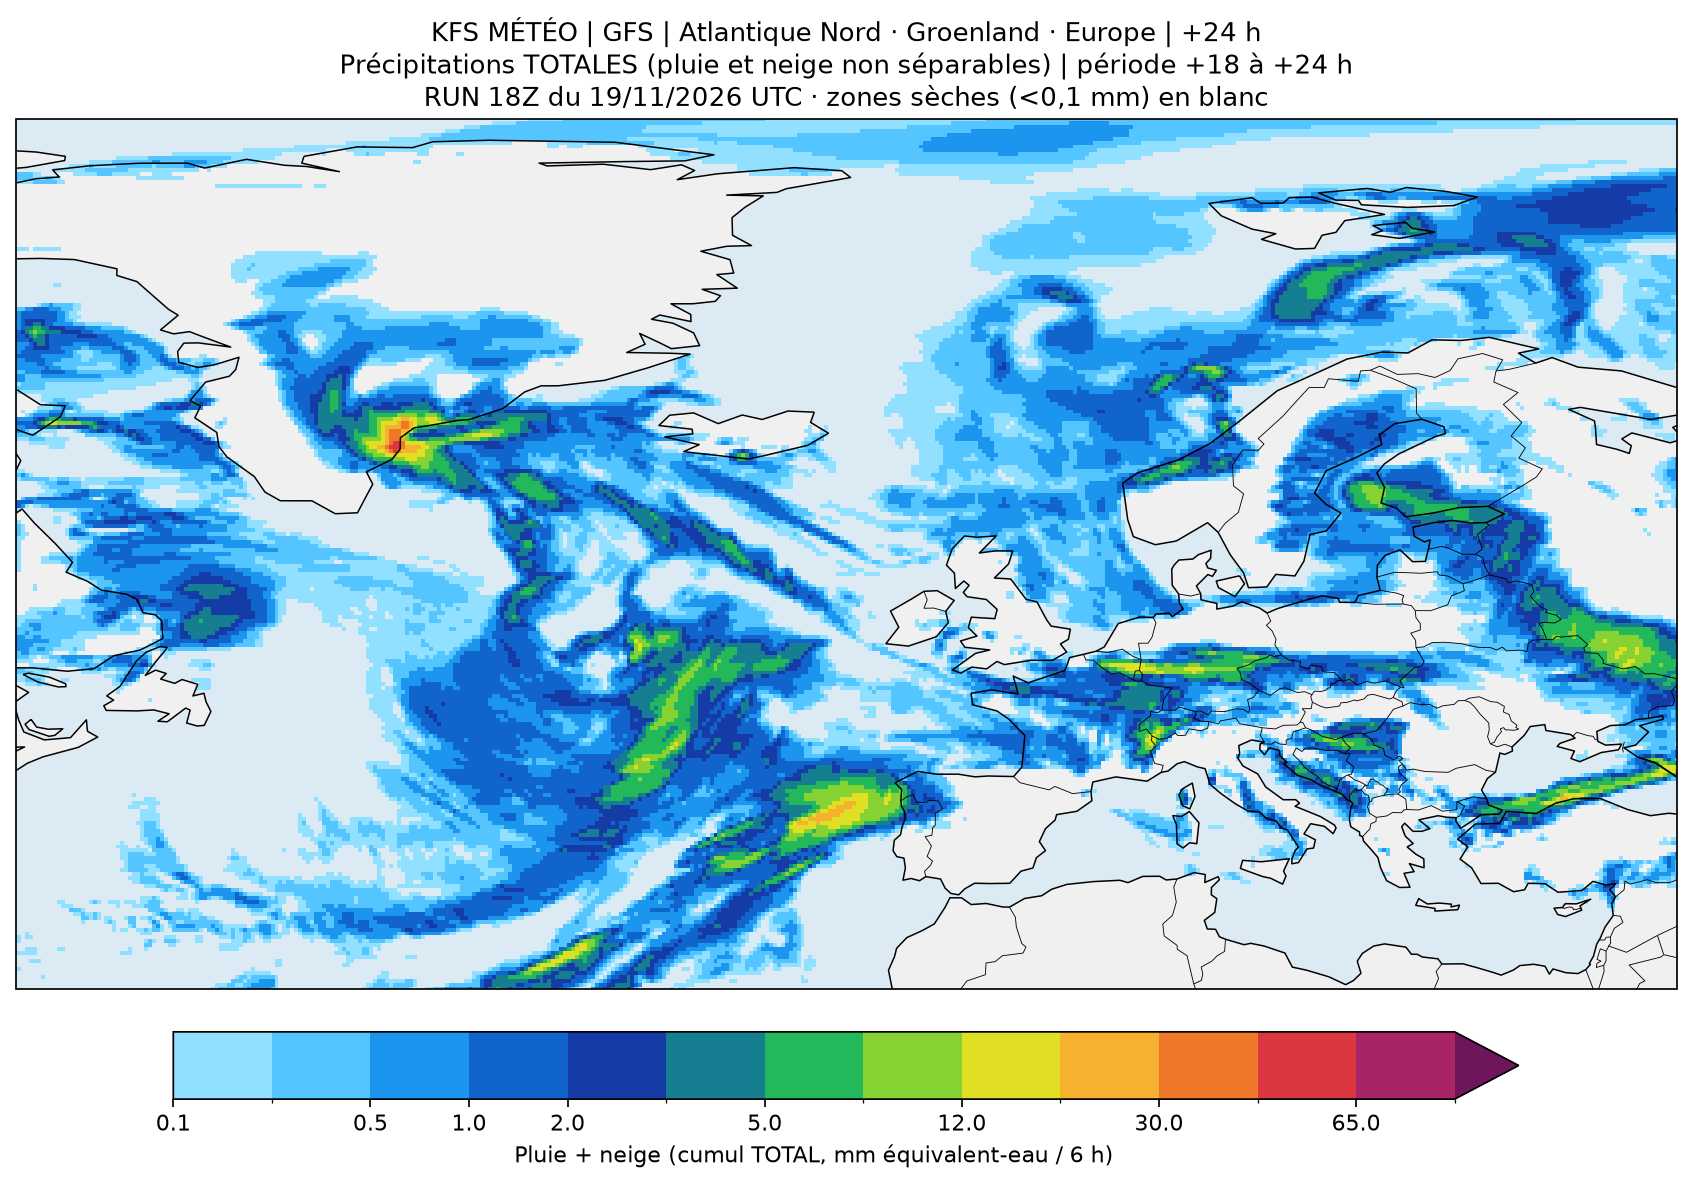 KFS MÉTÉO | GFS | Atlantique Nord · Groenland · Europe | +24 h
Précipitations TOTALES (pluie et neige non séparables) | période +18 à +24 h
RUN 18Z du 19/11/2026 UTC · zones sèches (<0,1 mm) en blanc
0.1 0.5 1.0 2.0 5.0 12.0 30.0 65.0
Pluie + neige (cumul TOTAL, mm équivalent-eau / 6 h)